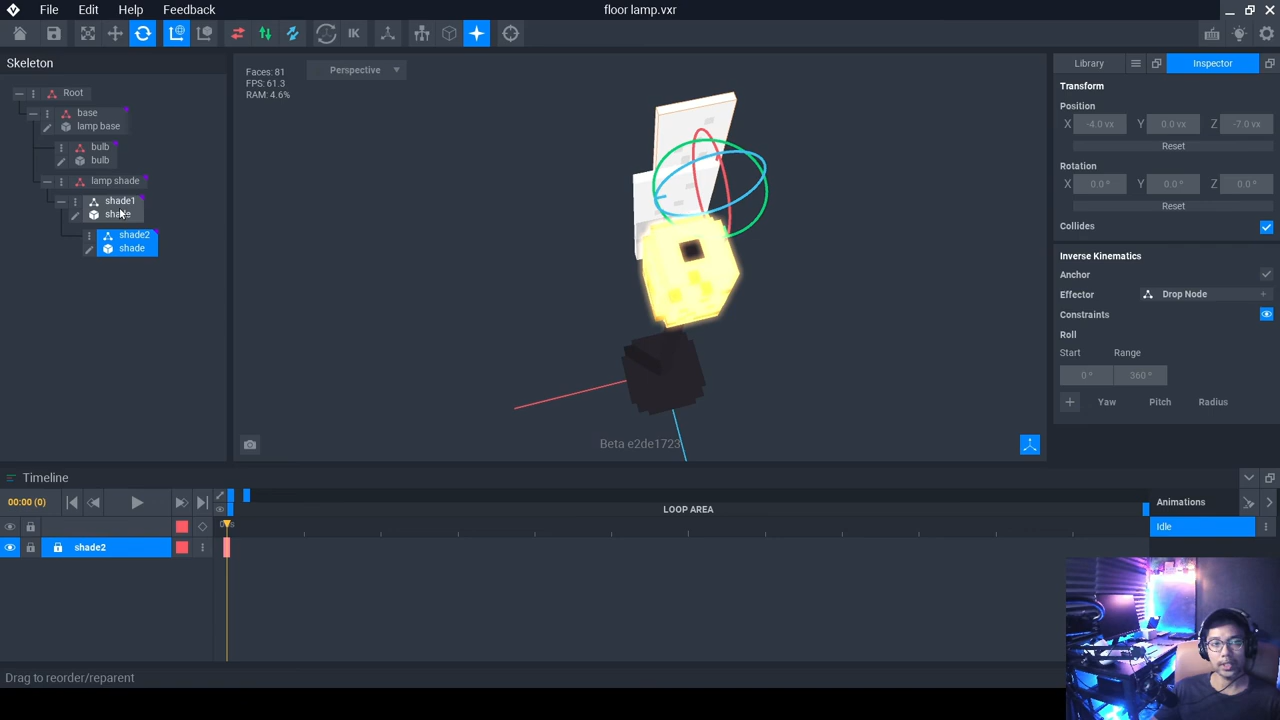 File Edit Help Feedback
floor lamp.vxr
IK
Skeleton
Root
base
lamp base
bulb
bulb
lamp shade
shade1
shade
shade2
shade
Faces: 81
FPS: 61.3
RAM: 4.6%
Perspective
Beta e2de1723
Library
Inspector
Transform
Position
X -4.0 vx Y 0.0 vx Z -7.0 vx
Reset
Rotation
X 0.0 ° Y 0.0 ° Z 0.0 °
Reset
Collides
Inverse Kinematics
Anchor
Effector Drop Node +
Constraints
Roll
Start Range
0 ° 360 °
+ Yaw Pitch Radius
Timeline
00:00 (0)
LOOP AREA
Animations
Idle
shade2
Drag to reorder/reparent